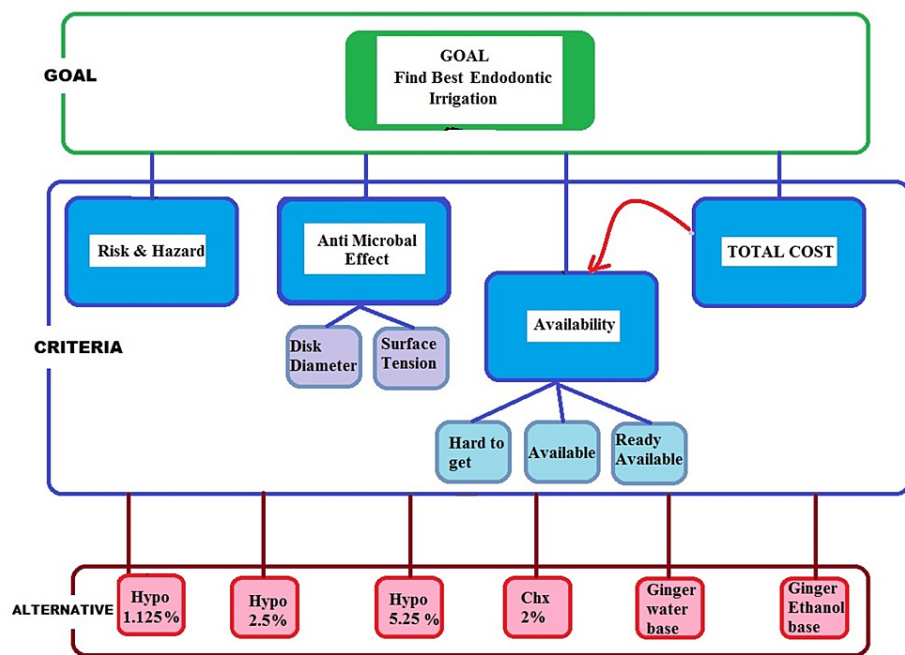 GOAL
GOAL
Find Best Endodontic
Irrigation
CRITERIA
Risk & Hazard
Anti Microbal
Effect
TOTAL COST
Availability
Disk
Diameter
Surface
Tension
Hard to
get
Available
Ready
Available
ALTERNATIVE
Hypo
1.125%
Hypo
2.5%
Hypo
5.25 %
Chx
2%
Ginger
water
base
Ginger
Ethanol
base